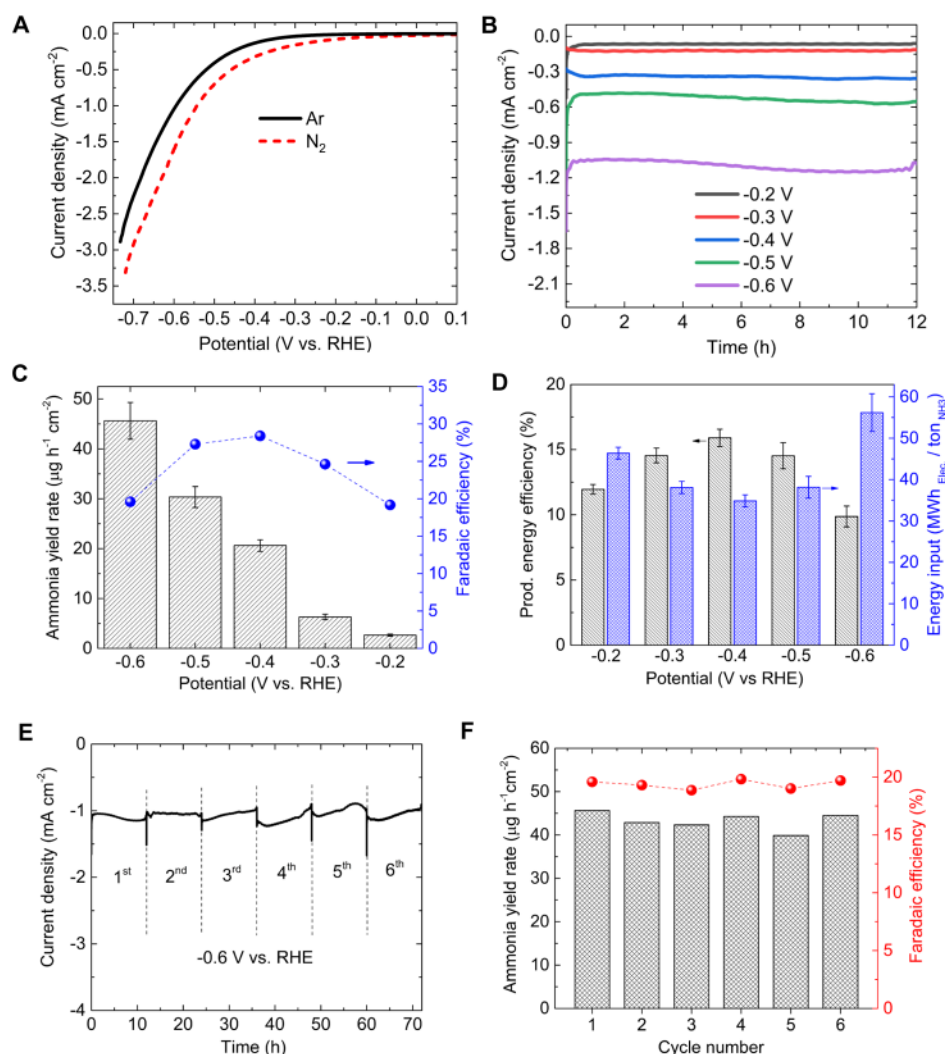 A
0.0
-0.5
-1.0
-1.5
-2.0
-2.5
-3.0
-3.5
Current density (mA cm-2)
Ar
N2
-0.7 -0.6 -0.5 -0.4 -0.3 -0.2 -0.1 -0.0 0.1
Potential (V vs. RHE)
B
0.0
-0.3
-0.6
-0.9
-1.2
-1.5
-1.8
-2.1
Current density (mA cm-2)
-0.2 V
-0.3 V
-0.4 V
-0.5 V
-0.6 V
0 2 4 6 8 10 12
Time (h)
C
50
40
30
20
10
0
Ammonia yield rate (µg h-1 cm-2)
35
30
25
20
15
10
5
0
Faradaic efficiency (%)
-0.6 -0.5 -0.4 -0.3 -0.2
Potential (V vs. RHE)
D
20
15
10
5
0
Prod. energy efficiency (%)
60
50
40
30
20
10
0
Energy input (MWh Elec. / ton NH3)
-0.2 -0.3 -0.4 -0.5 -0.6
Potential (V vs RHE)
E
0
-1
-2
-3
-4
Current density (mA cm-2)
1st 2nd 3rd 4th 5th 6th
-0.6 V vs. RHE
0 10 20 30 40 50 60 70
Time (h)
F
60
50
40
30
20
10
0
Ammonia yield rate (µg h-1 cm-2)
20
15
10
5
0
Faradaic efficiency (%)
1 2 3 4 5 6
Cycle number